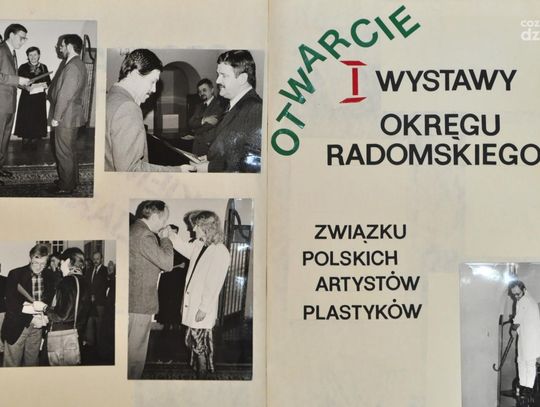 OTWARCIE
I WYSTAWY
OKRĘGU
RADOMSKIEGO
ZWIĄZKU
POLSKICH
ARTYSTÓW
PLASTYKÓW